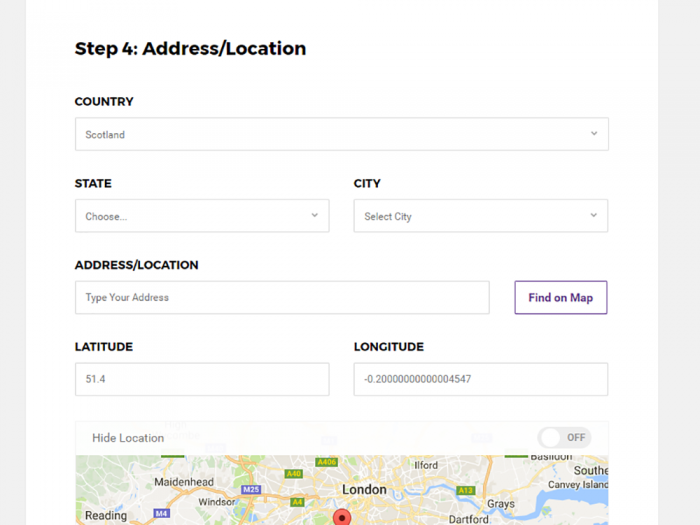 Step 4: Address/Location
COUNTRY
Scotland
STATE
CITY
Choose...
Select City
ADDRESS/LOCATION
Type Your Address
Find on Map
LATITUDE
LONGITUDE
51.4
-0.20000000000004547
Hide Location
OFF
A406
Ilford
Basildon
A40
Southe
Maidenhead
M25
London
A13
Canvey Island
Windsor
A4
Grays
Reading
M4
Dartford